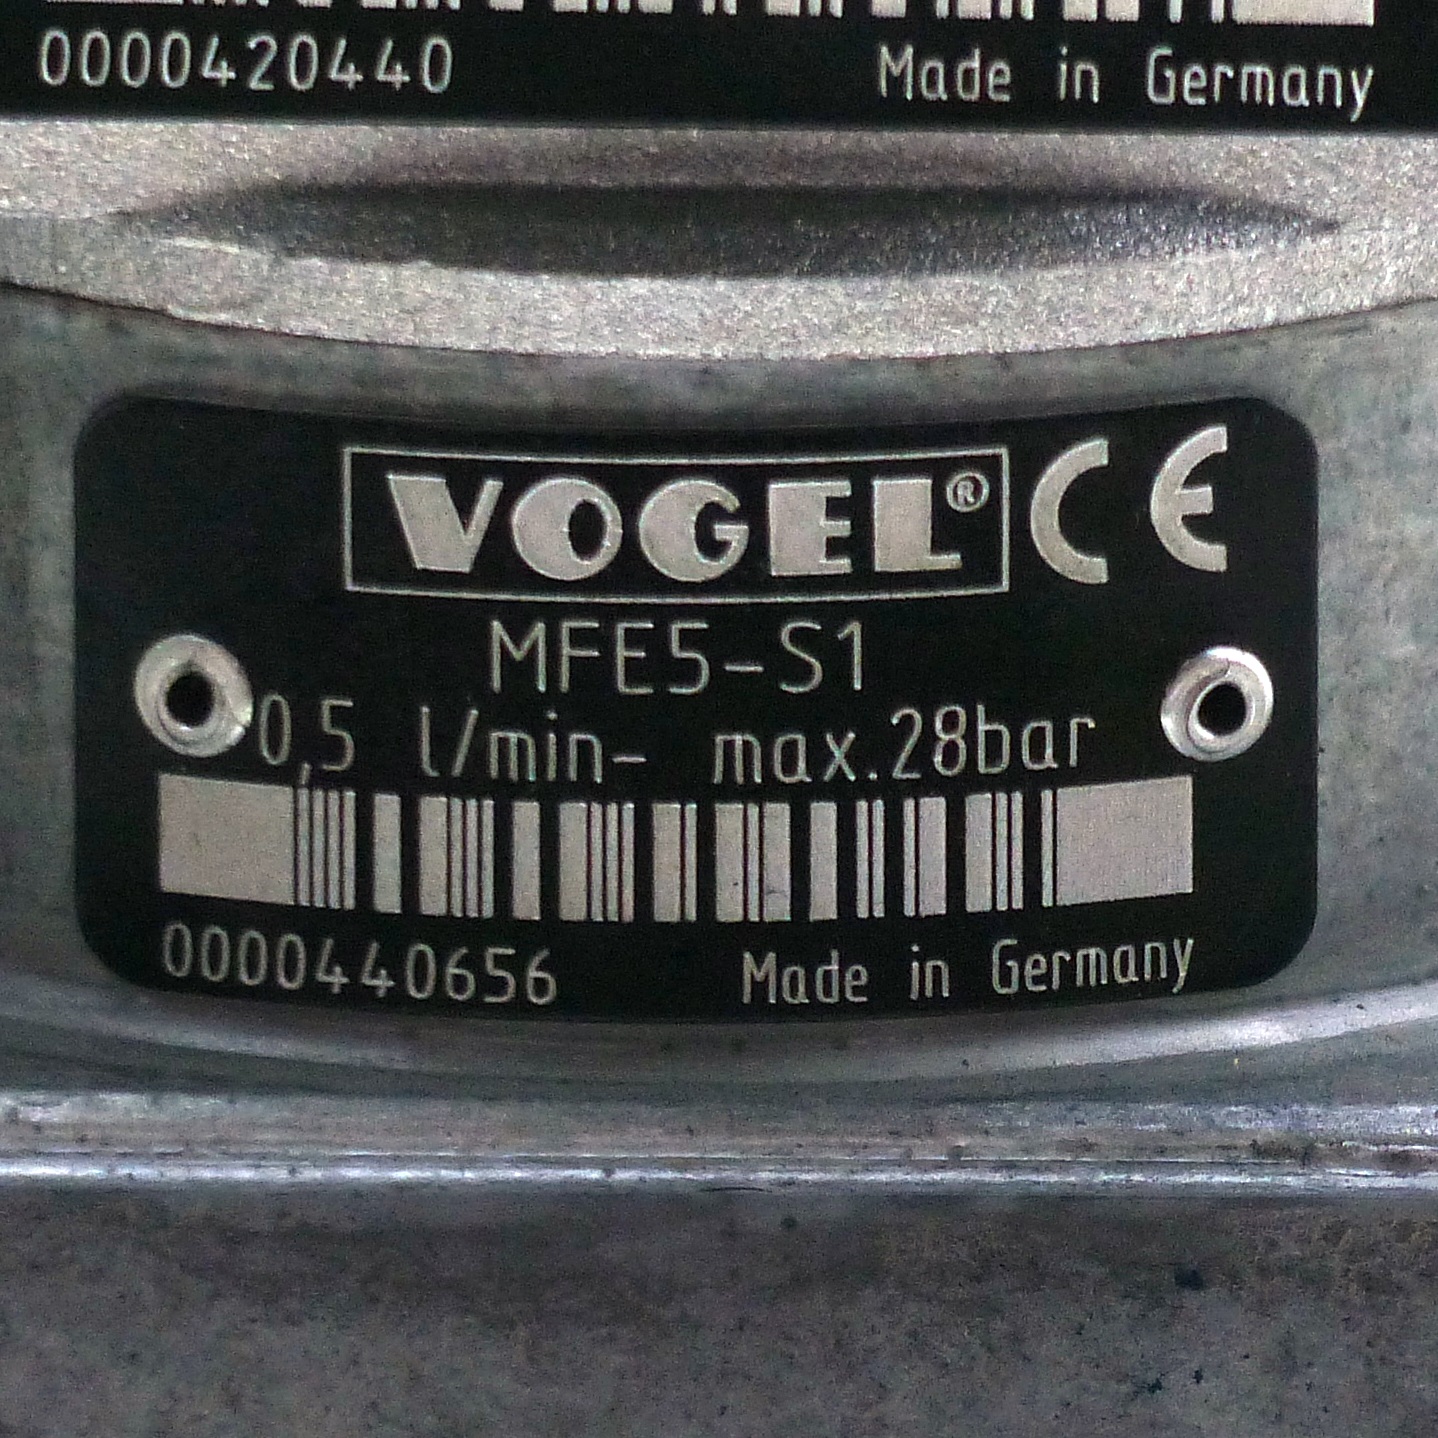 0000420440 Made in Germany
VOGEL® CE
MFE5-S1
0,5 l/min- max.28bar
0000440656 Made in Germany